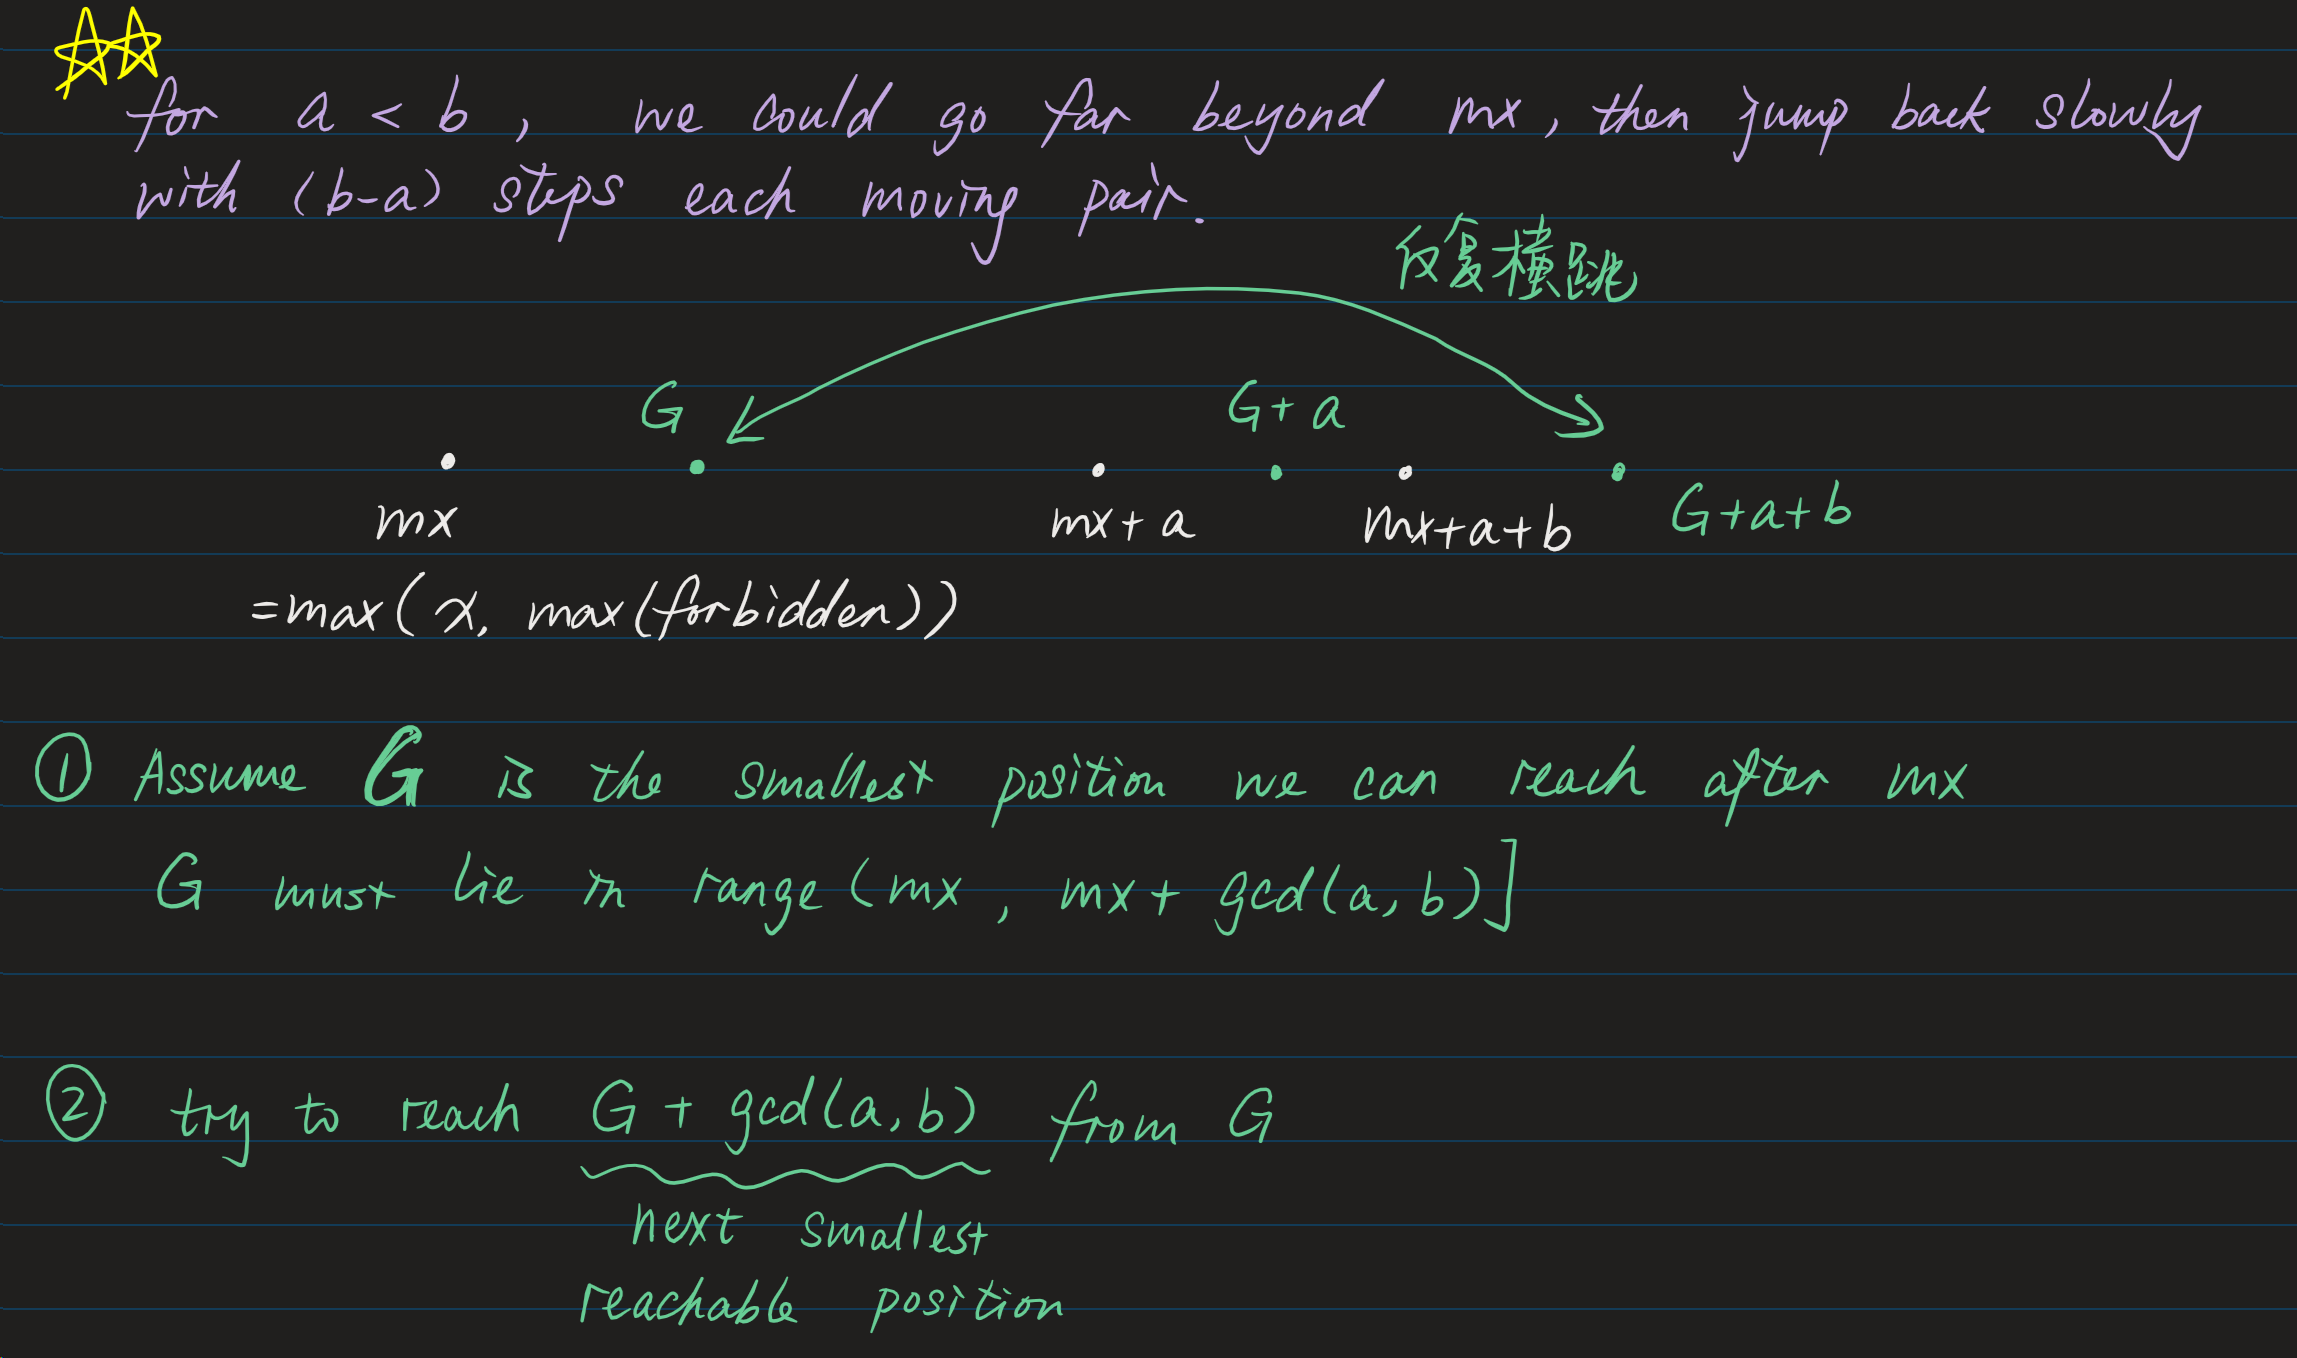 for a < b, we could go far beyond mx, then jump back slowly
with (b-a) steps each moving pair.
反复横跳
G
G+a
mx
mx+a
mx+a+b
G+a+b
=max(x, max(forbidden))
① Assume G is the smallest position we can reach after mx
G must lie in range (mx, mx+gcd(a,b)]
② try to reach G+gcd(a,b) from G
next smallest
reachable position